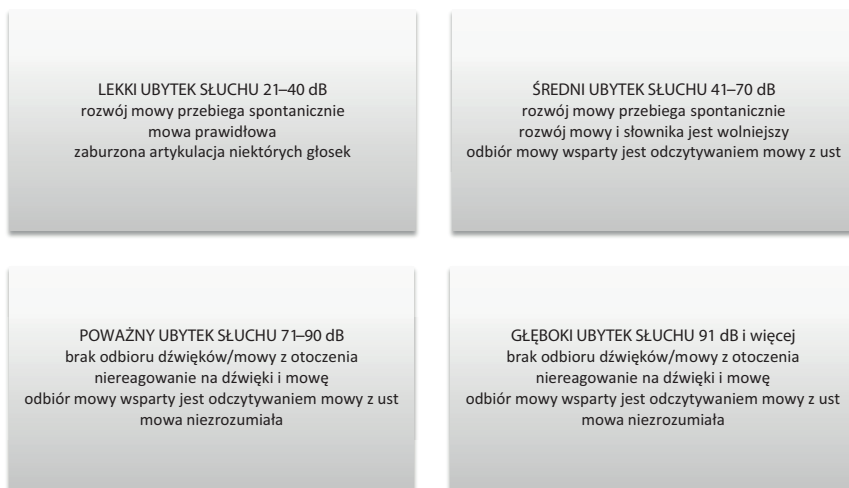 LEKKI UBYTEK SŁUCHU 21–40 dB
rozwój mowy przebiega spontanicznie
mowa prawidłowa
zaburzona artykulacja niektórych głosek
ŚREDNI UBYTEK SŁUCHU 41–70 dB
rozwój mowy przebiega spontanicznie
rozwój mowy i słownika jest wolniejszy
odbiór mowy wsparty jest odczytywaniem mowy z ust
POWAŻNY UBYTEK SŁUCHU 71–90 dB
brak odbioru dźwięków/mowy z otoczenia
niereagowanie na dźwięki i mowę
odbiór mowy wsparty jest odczytywaniem mowy z ust
mowa niezrozumiała
GŁĘBOKI UBYTEK SŁUCHU 91 dB i więcej
brak odbioru dźwięków/mowy z otoczenia
niereagowanie na dźwięki i mowę
odbiór mowy wsparty jest odczytywaniem mowy z ust
mowa niezrozumiała